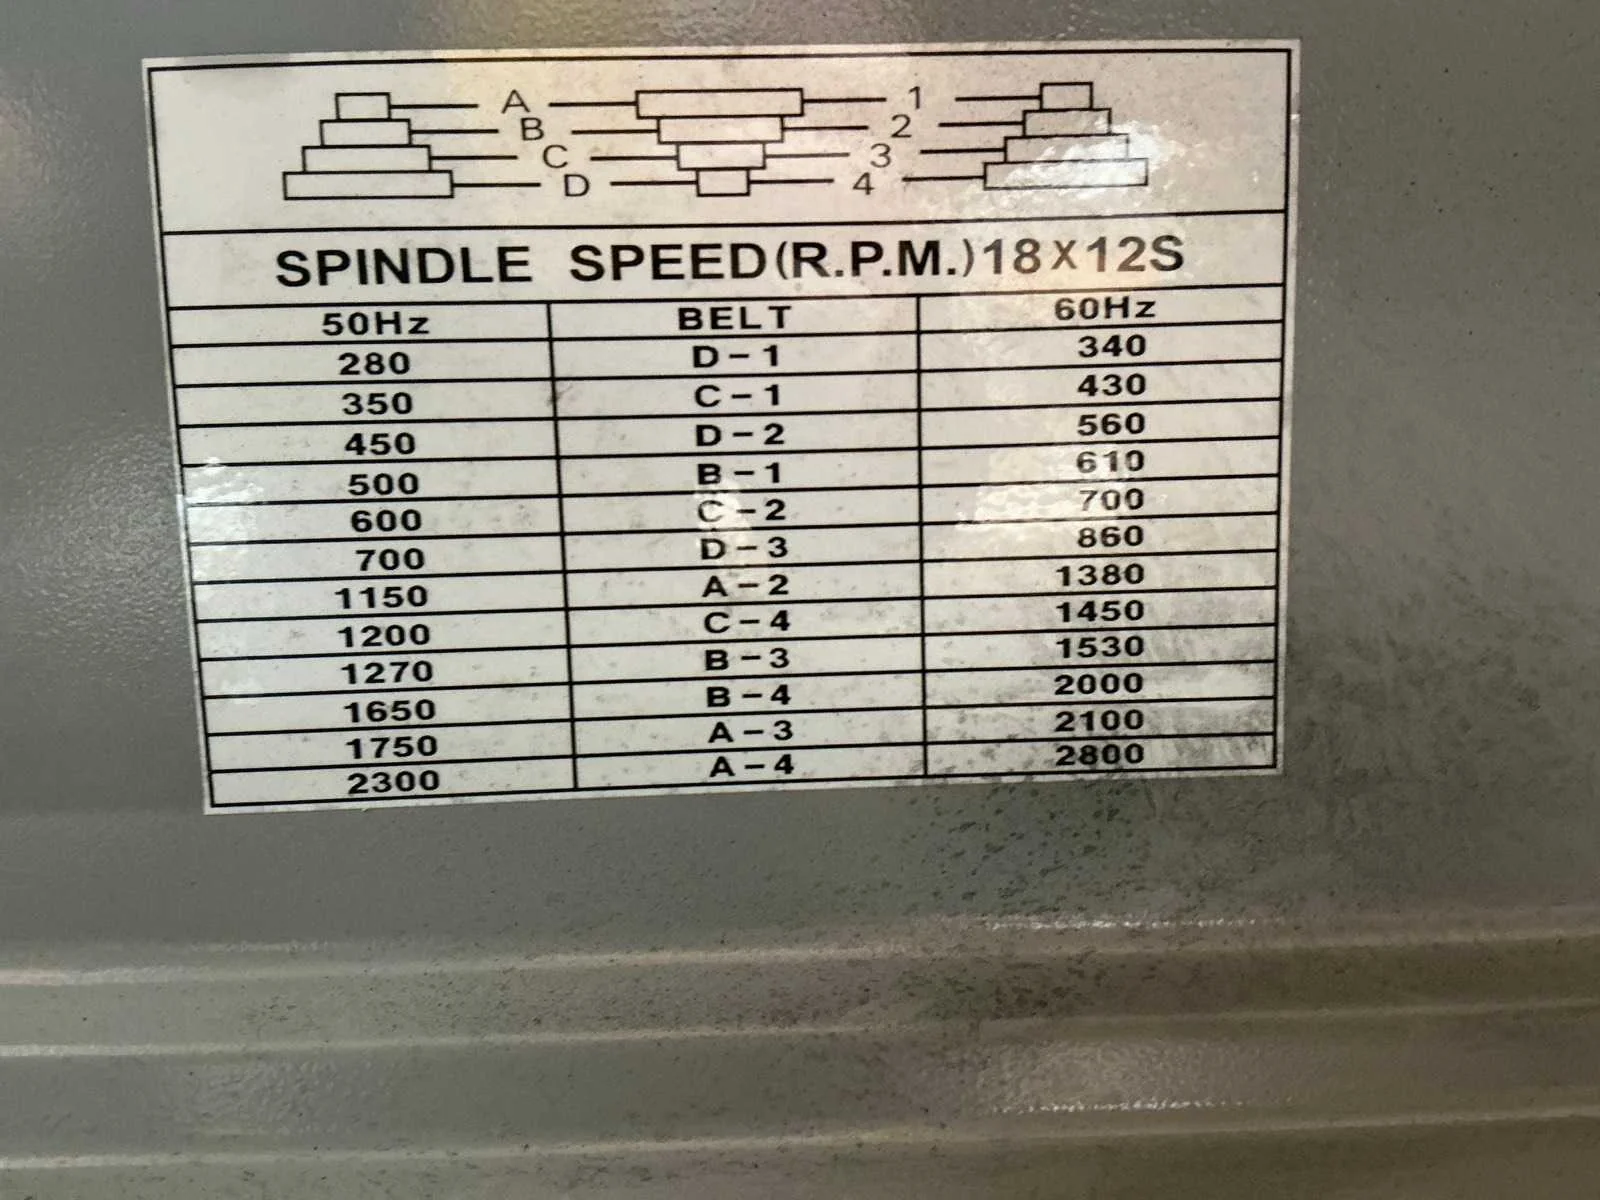 A 1
B 2
C 3
D 4
SPINDLE SPEED(R.P.M.)18X12S
50Hz BELT 60Hz
280 D-1 340
350 C-1 430
450 D-2 560
500 B-1 610
600 C-2 700
700 D-3 860
1150 A-2 1380
1200 C-4 1450
1270 B-3 1530
1650 B-4 2000
1750 A-3 2100
2300 A-4 2800